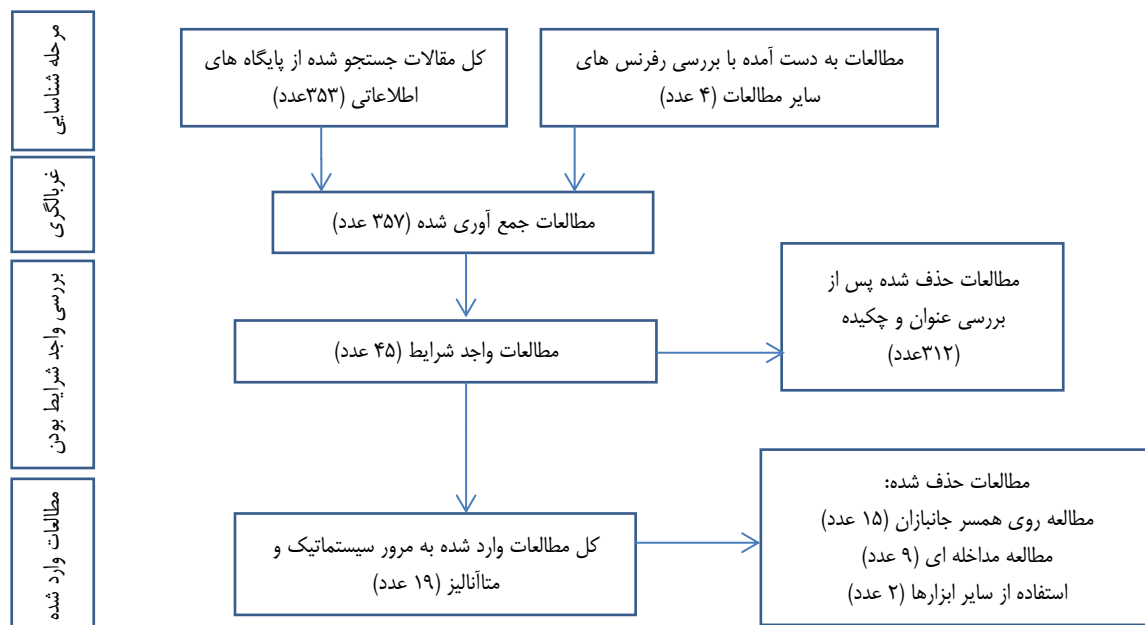 مرحله شناسایی
مطالعات به دست آمده با بررسی رفرنس های
سایر مطالعات (۴ عدد)
کل مقالات جستجو شده از پایگاه های
اطلاعاتی (۳۵۳عدد)
غربالگری
مطالعات جمع آوری شده (۳۵۷ عدد)
بررسی واجد شرایط بودن
مطالعات حذف شده پس از
بررسی عنوان و چکیده
(۳۱۲عدد)
مطالعات واجد شرایط (۴۵ عدد)
مطالعات وارد شده
مطالعات حذف شده:
مطالعه روی همسر جانبازان (۱۵ عدد)
مطالعه مداخله ای (۹ عدد)
استفاده از سایر ابزارها (۲ عدد)
کل مطالعات وارد شده به مرور سیستماتیک و
متاآنالیز (۱۹ عدد)